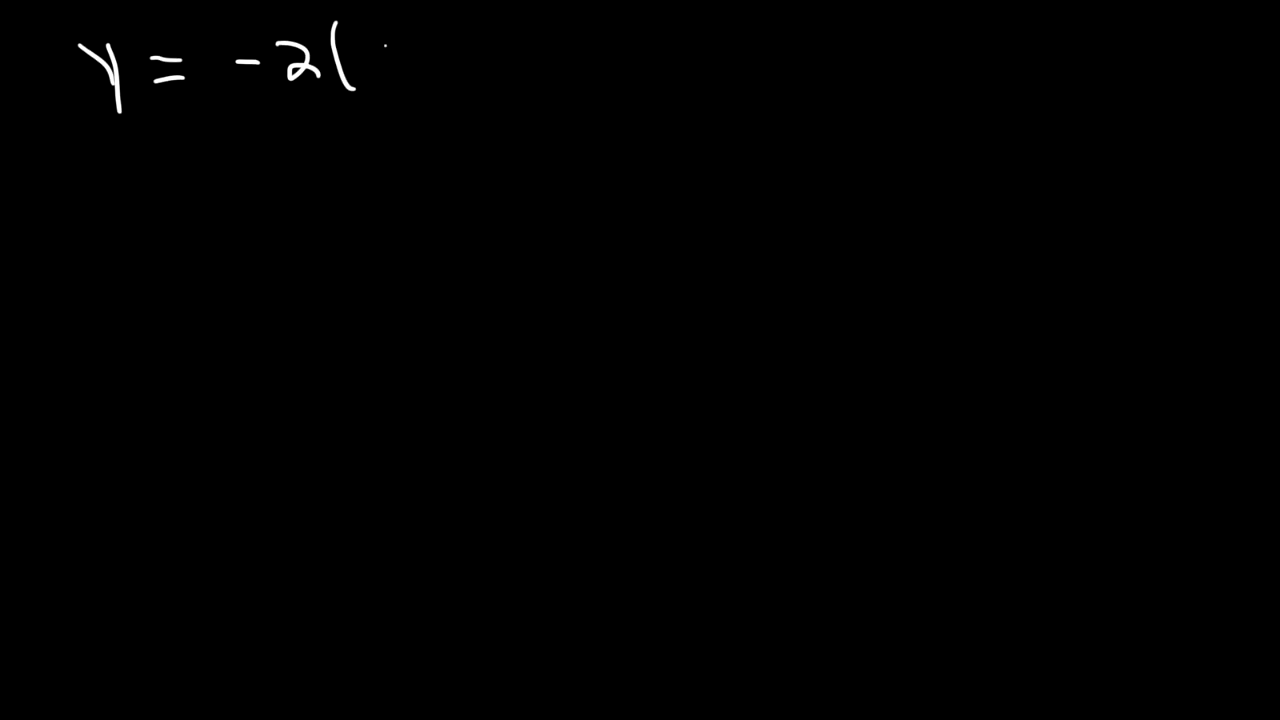 y = -2(